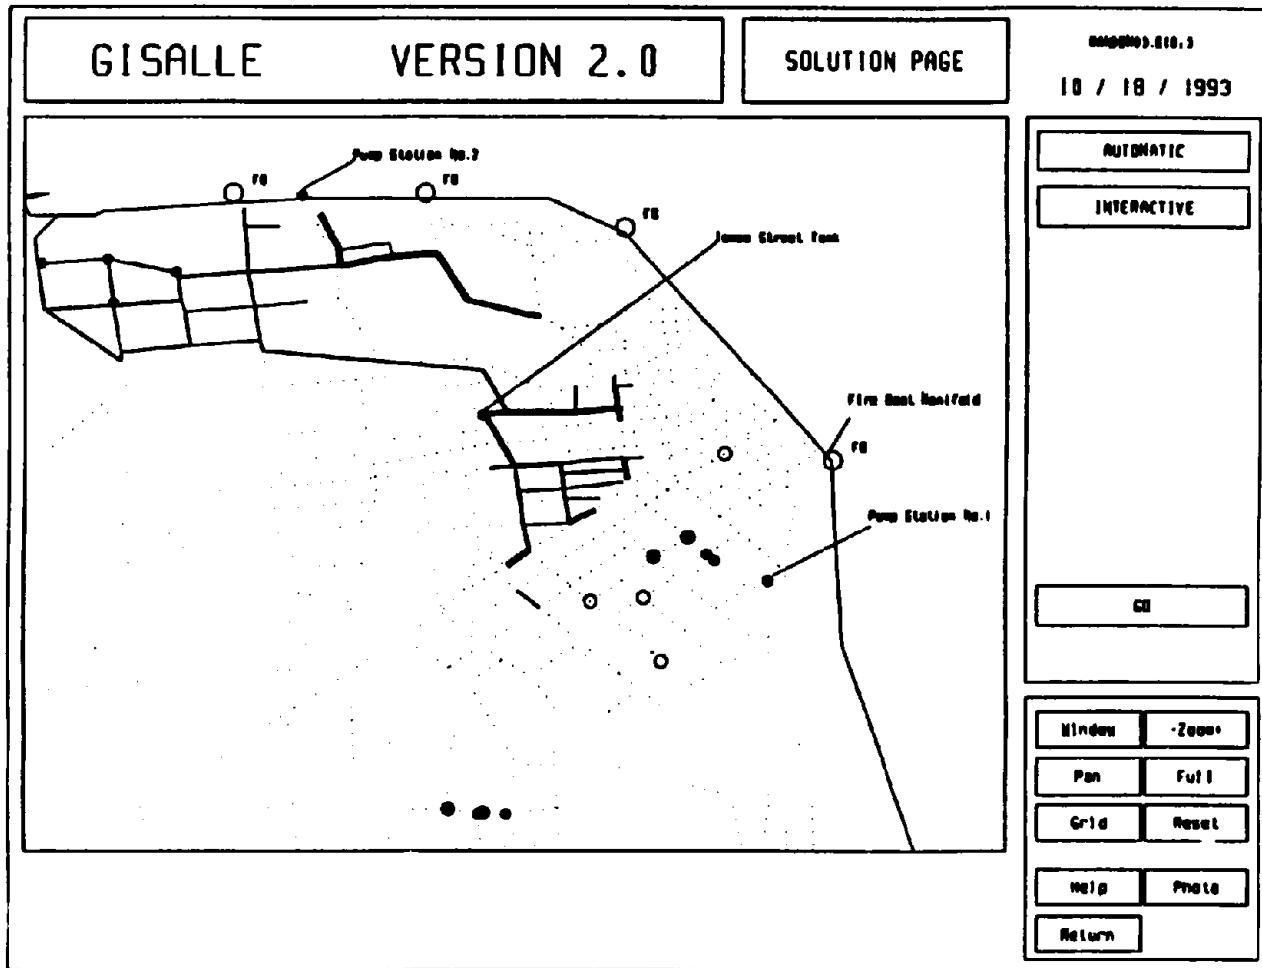 GISALLE VERSION 2.0
SOLUTION PAGE
10 / 18 / 1993
AUTOMATIC
INTERACTIVE
Pump Station No.2
FB
FB
FB
Jones Street Tank
Fire Boat Manifold
FB
Pump Station No.1
GO
Window
-Zoom+
Pan
Full
Grid
Reset
Help
Photo
Return